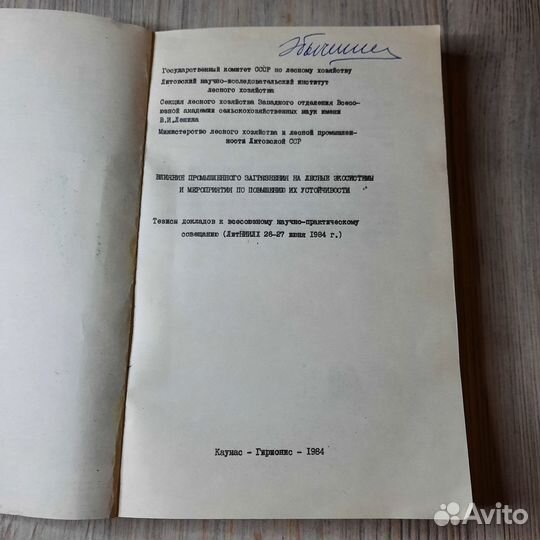 Государственный комитет СССР по лесному хозяйству
Литовский научно-исследовательский институт
лесного хозяйства
Секция лесного хозяйства Западного отделения Всесо-
юзной академии сельскохозяйственных наук имени
В.И.Ленина
Министерство лесного хозяйства и лесной промышлен-
ности Литовской ССР
ВЛИЯНИЕ ПРОМЫШЛЕННОГО ЗАГРЯЗНЕНИЯ НА ЛЕСНЫЕ ЭКОСИСТЕМЫ
И МЕРОПРИЯТИЯ ПО ПОВЫШЕНИЮ ИХ УСТОЙЧИВОСТИ
Тезисы докладов к всесоюзному научно-практическому
совещанию (ЛитНИИЛХ 26-27 июня 1984 г.)
Каунас - Гирионис - 1984
Avito